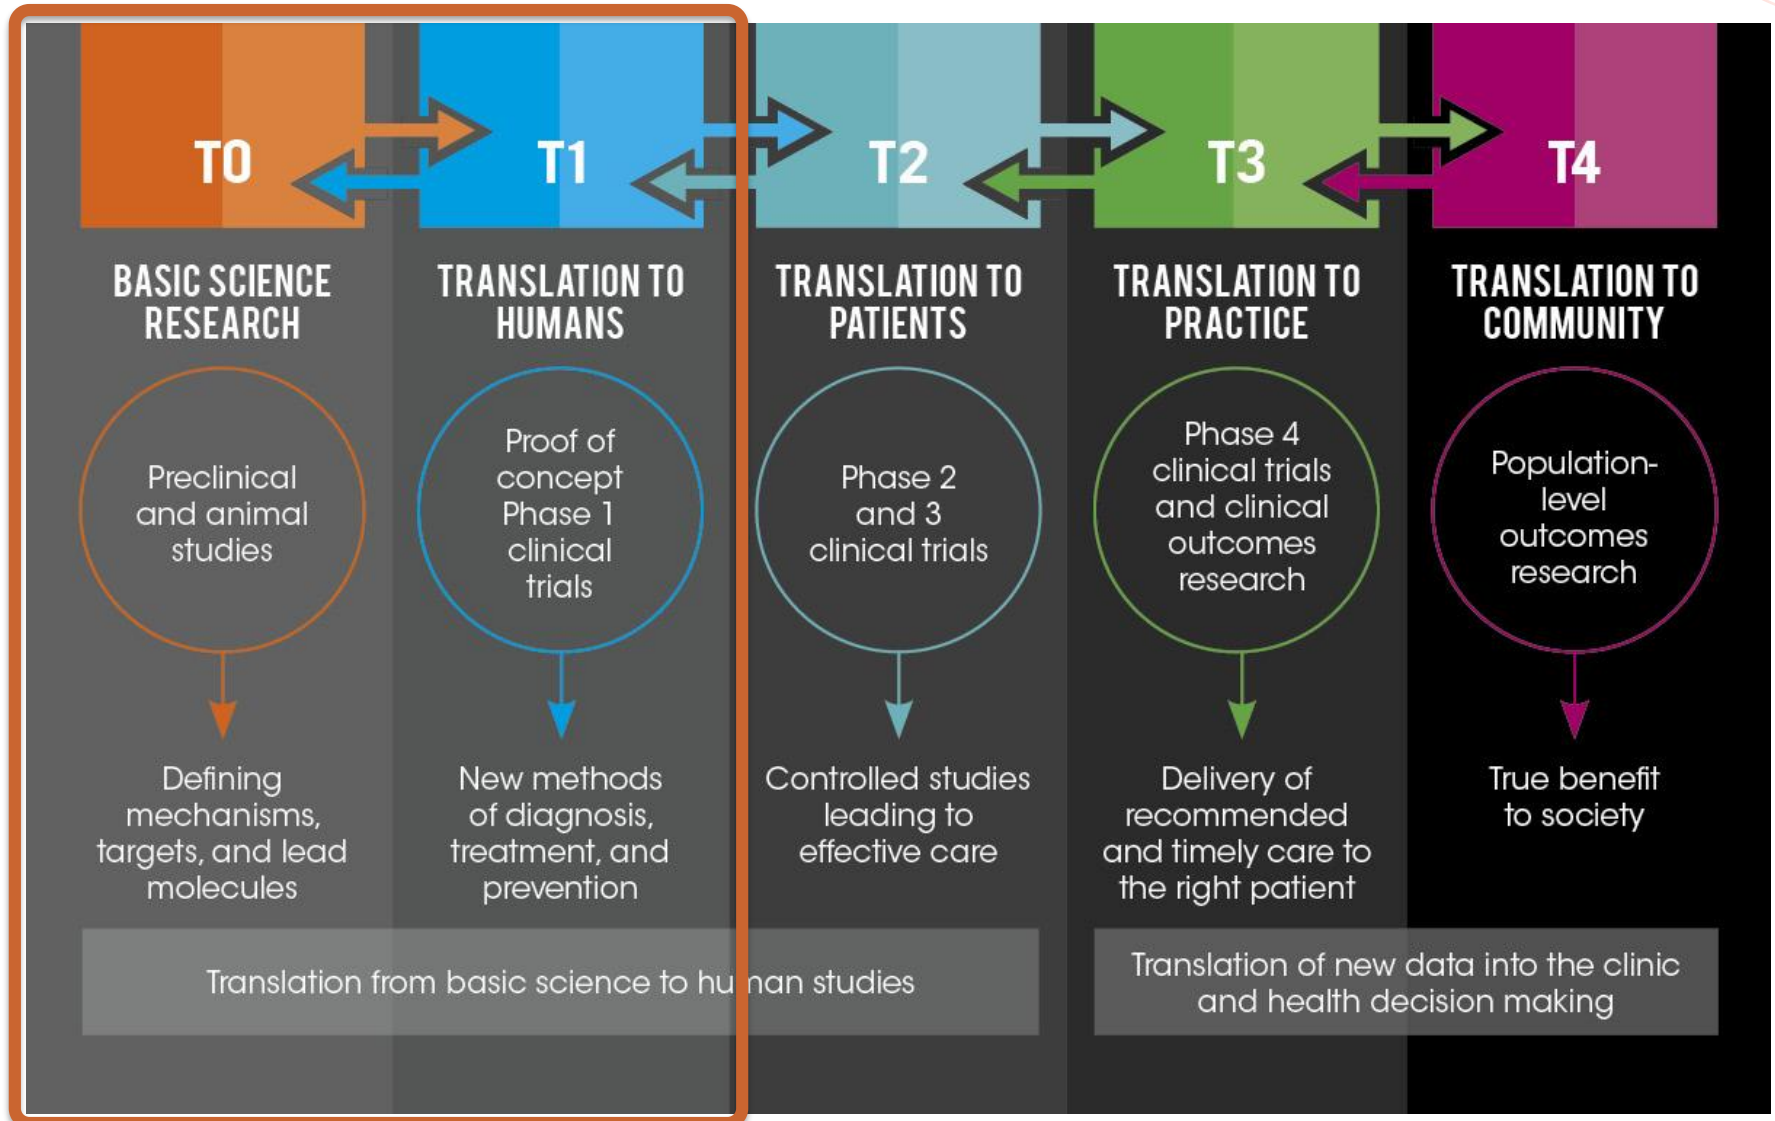 T0
T1
T2
T3
T4
BASIC SCIENCE
RESEARCH
TRANSLATION TO
HUMANS
TRANSLATION TO
PATIENTS
TRANSLATION TO
PRACTICE
TRANSLATION TO
COMMUNITY
Preclinical
and animal
studies
Proof of
concept
Phase 1
clinical
trials
Phase 2
and 3
clinical trials
Phase 4
clinical trials
and clinical
outcomes
research
Population-
level
outcomes
research
Defining
mechanisms,
targets, and lead
molecules
New methods
of diagnosis,
treatment, and
prevention
Controlled studies
leading to
effective care
Delivery of
recommended
and timely care to
the right patient
True benefit
to society
Translation from basic science to human studies
Translation of new data into the clinic
and health decision making